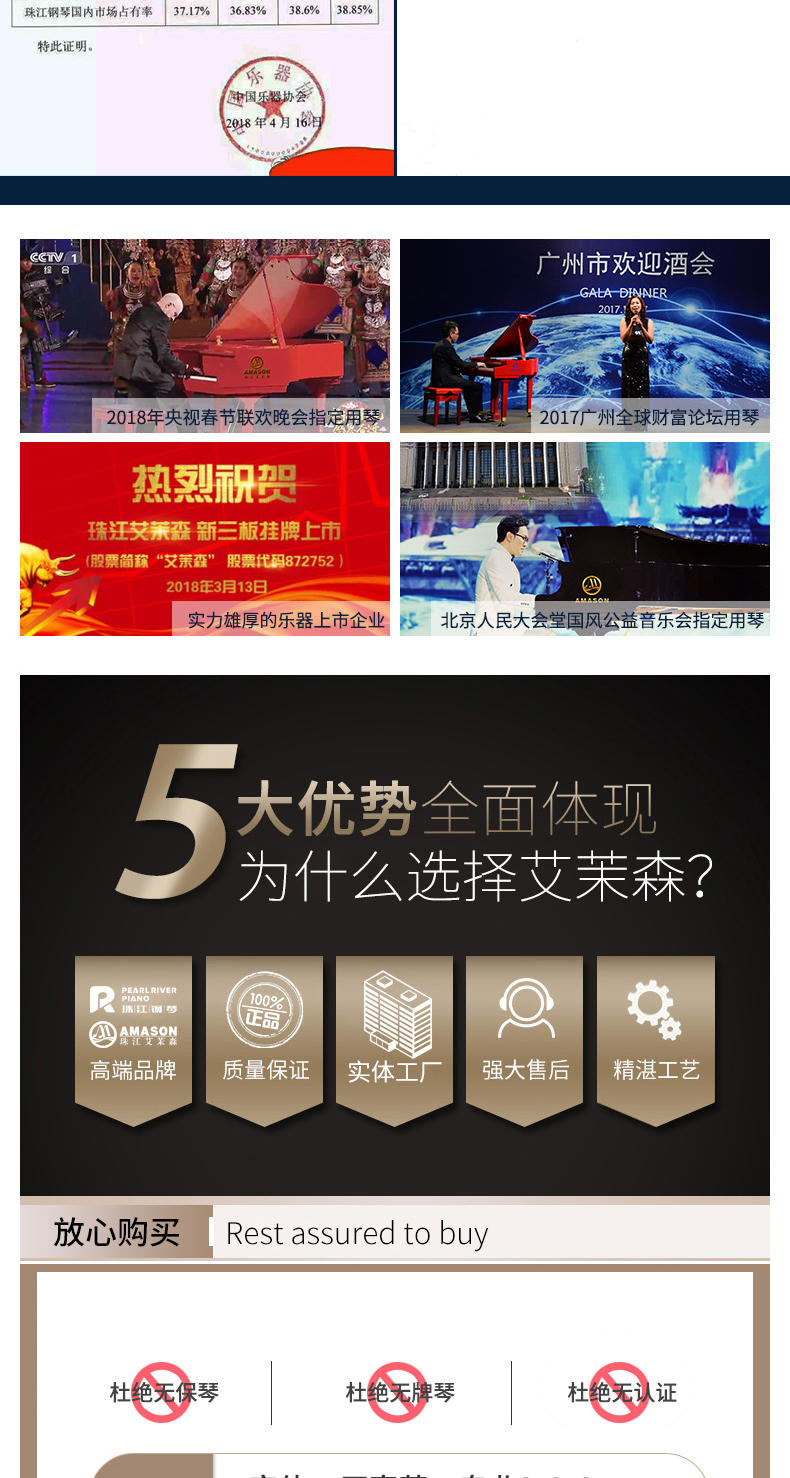 珠江钢琴国内市场占有率 37.17% 36.83% 38.6% 38.85%
特此证明。
中国乐器协会
中国乐器协会
2018 年 4 月 16 日
CCTV 1
综合
AMASON
2018年央视春节联欢晚会指定用琴
广州市欢迎酒会
GALA DINNER
2017.1
2017广州全球财富论坛用琴
热烈祝贺
珠江艾茉森 新三板挂牌上市
(股票简称“艾茉森” 股票代码872752 )
2018年3月13日
实力雄厚的乐器上市企业
AMASON
北京人民大会堂国风公益音乐会指定用琴
5大优势全面体现
为什么选择艾茉森?
PEARL RIVER
PIANO
珠江钢琴
AMASON
珠江艾茉森
高端品牌
100%
正品
质量保证
实体工厂
强大售后
精湛工艺
放心购买 Rest assured to buy
杜绝无保琴 杜绝无牌琴 杜绝无认证